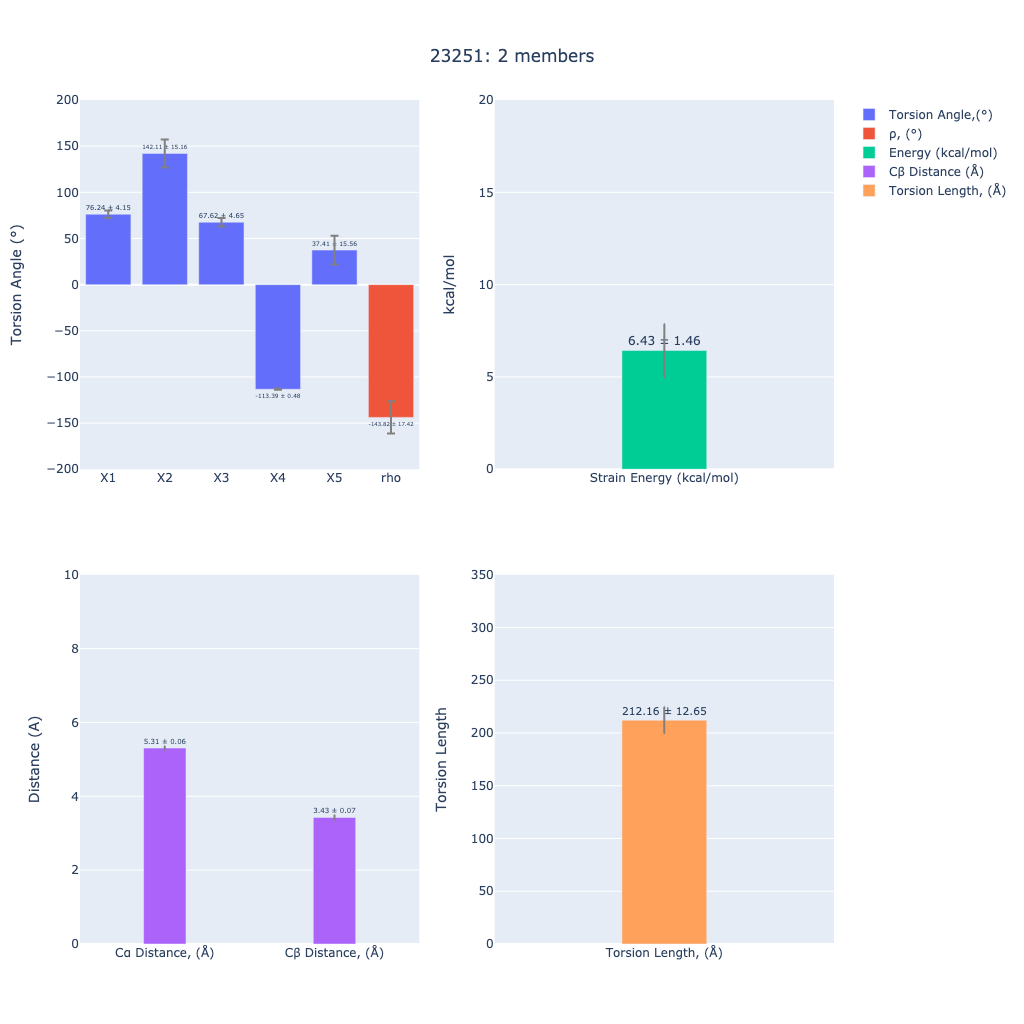 23251: 2 members
Torsion Angle (°)
200
150
100
50
0
−50
−100
−150
−200
76.24 ± 4.15
142.11 ± 15.16
67.62 ± 4.65
-113.39 ± 0.48
37.41 ± 15.56
-143.82 ± 17.42
X1 X2 X3 X4 X5 rho
kcal/mol
20
15
10
5
0
6.43 ± 1.46
Strain Energy (kcal/mol)
Torsion Angle,(°)
ρ, (°)
Energy (kcal/mol)
Cβ Distance (Å)
Torsion Length, (Å)
Distance (A)
10
8
6
4
2
0
5.31 ± 0.06
3.43 ± 0.07
Cα Distance, (Å) Cβ Distance, (Å)
Torsion Length
350
300
250
200
150
100
50
0
212.16 ± 12.65
Torsion Length, (Å)